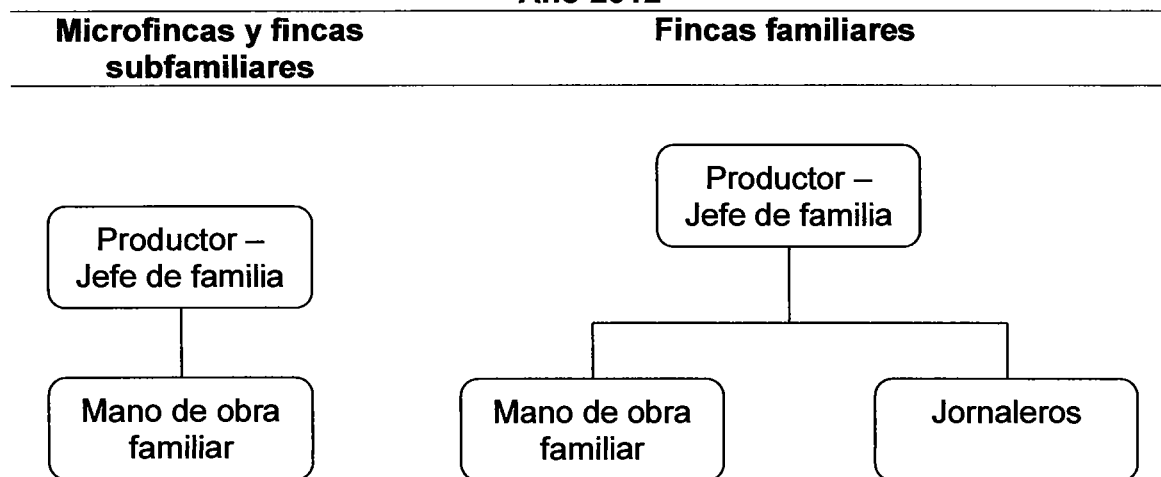 Microfincas y fincas
subfamiliares
Fincas familiares
Productor –
Jefe de familia
Mano de obra
familiar
Productor –
Jefe de familia
Mano de obra
familiar
Jornaleros